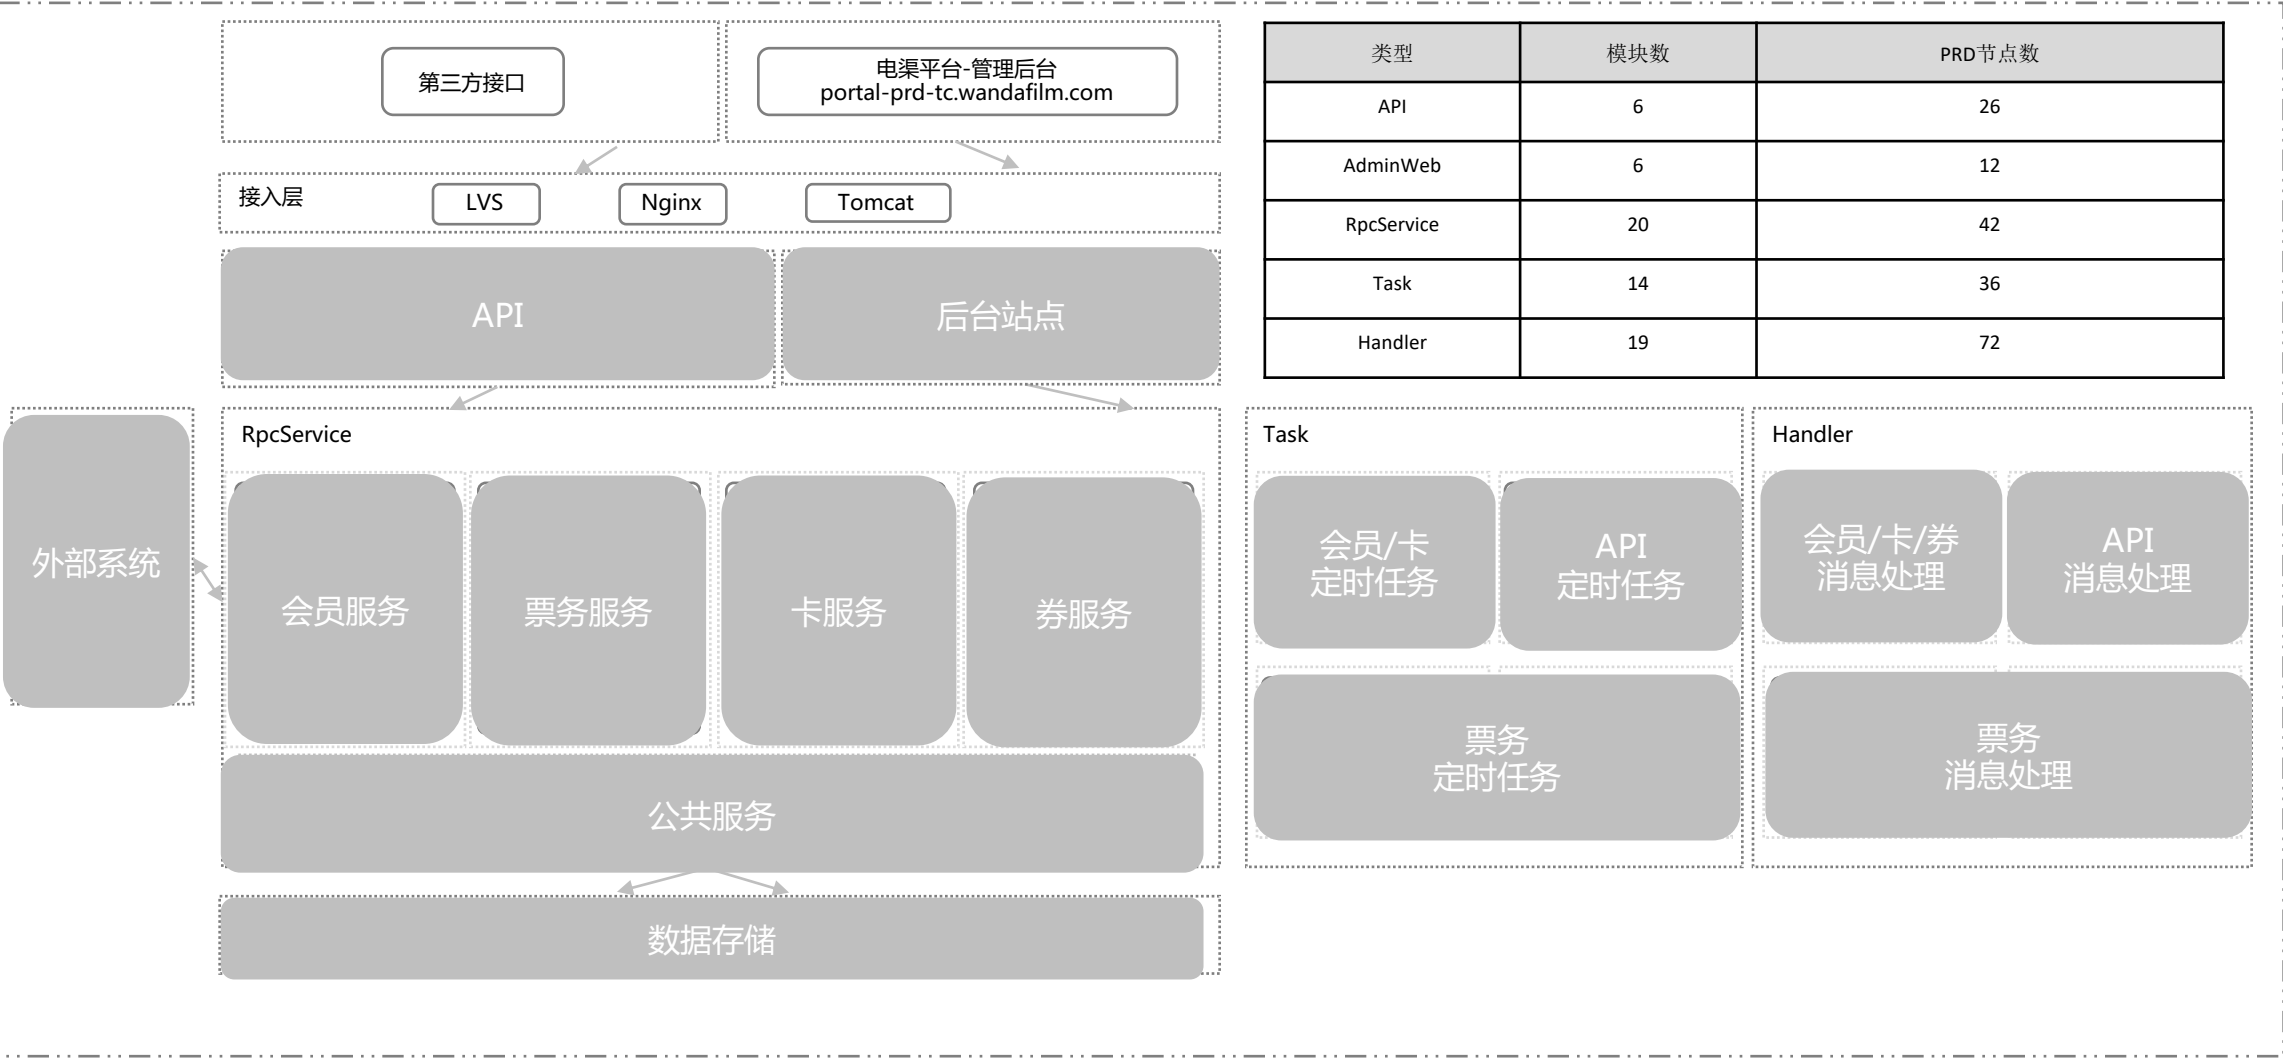 第三方接口
电渠平台-管理后台
portal-prd-tc.wandafilm.com
接入层
LVS
Nginx
Tomcat
API
后台站点
类型 模块数 PRD节点数
API 6 26
AdminWeb 6 12
RpcService 20 42
Task 14 36
Handler 19 72
外部系统
RpcService
会员服务
票务服务
卡服务
券服务
公共服务
数据存储
Task
会员/卡
定时任务
API
定时任务
票务
定时任务
Handler
会员/卡/券
消息处理
API
消息处理
票务
消息处理